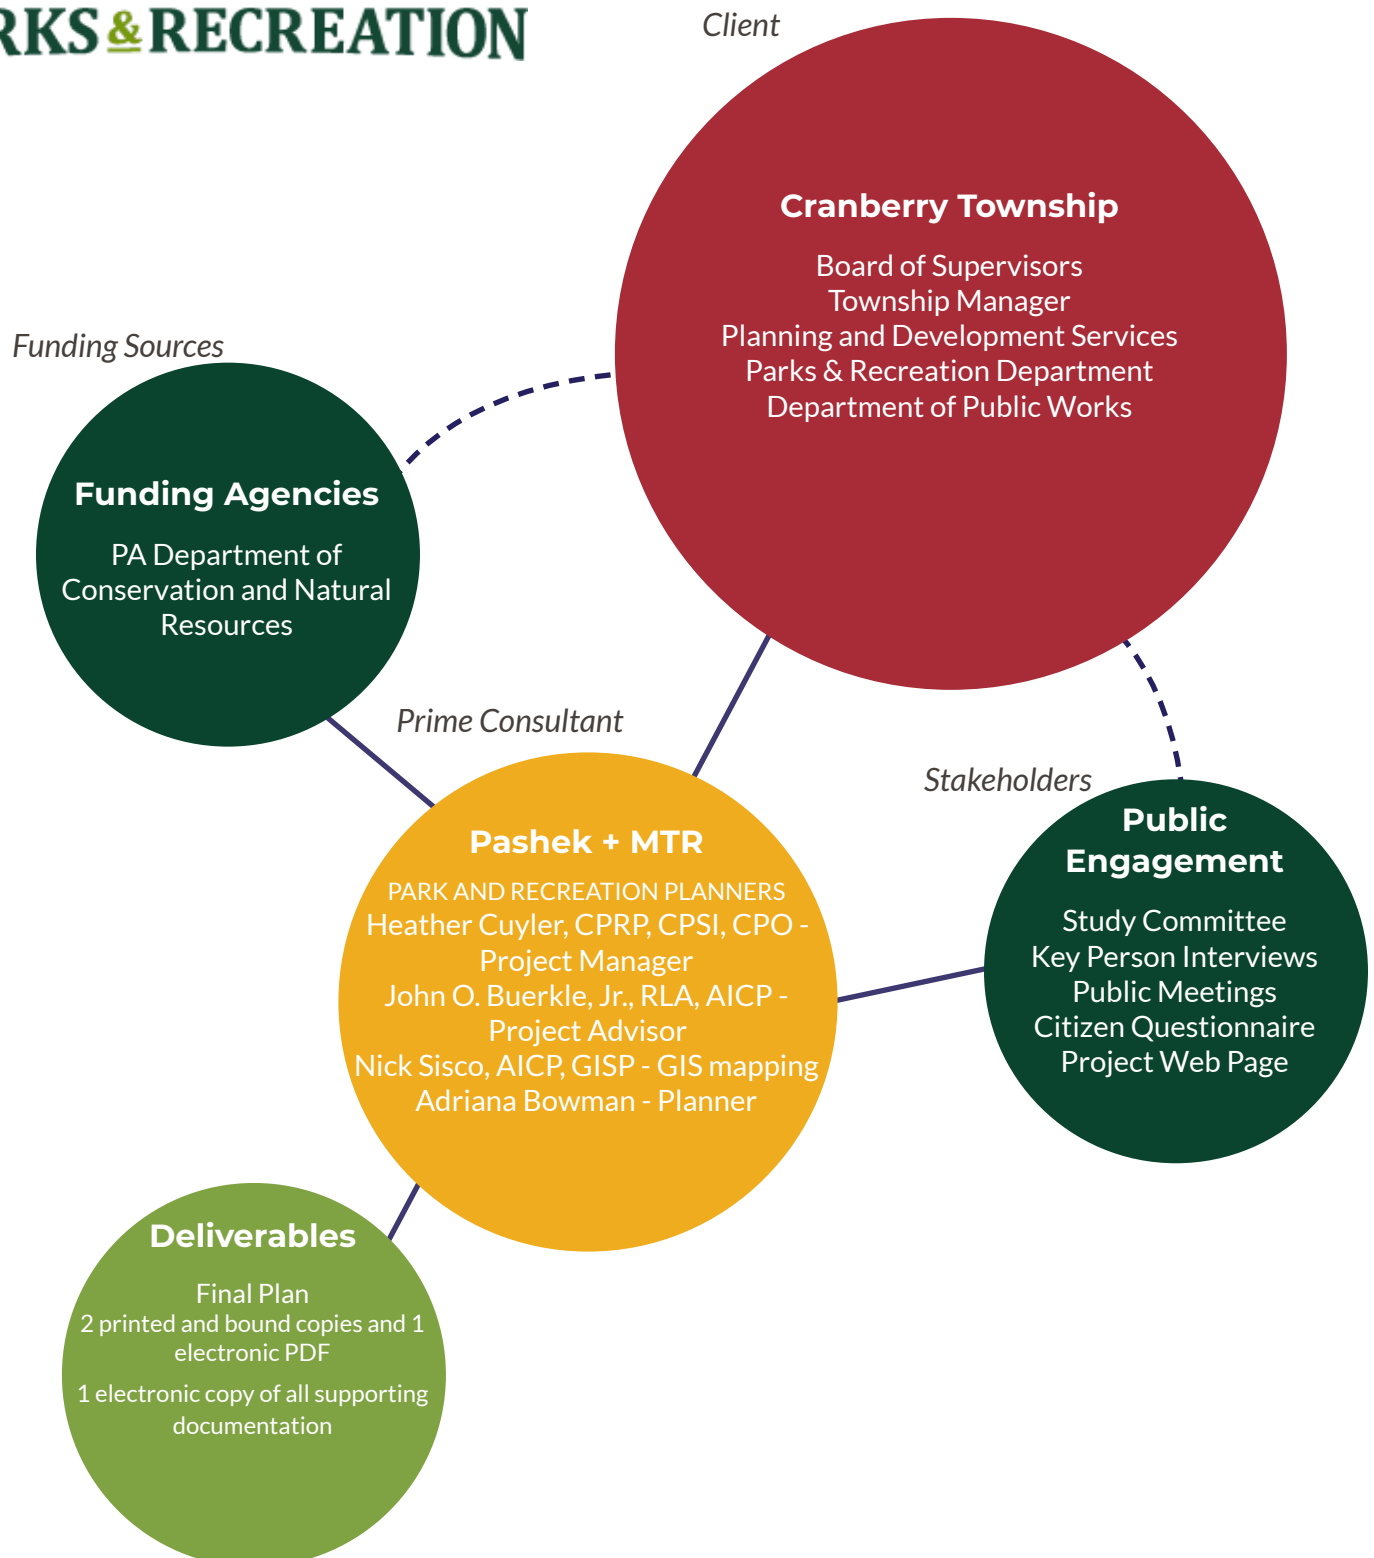 RKS & RECREATION
Client
Cranberry Township
Board of Supervisors
Township Manager
Planning and Development Services
Parks & Recreation Department
Department of Public Works
Funding Sources
Funding Agencies
PA Department of
Conservation and Natural
Resources
Prime Consultant
Pashek + MTR
PARK AND RECREATION PLANNERS
Heather Cuyler, CPRP, CPSI, CPO -
Project Manager
John O. Buerkle, Jr., RLA, AICP -
Project Advisor
Nick Sisco, AICP, GISP - GIS mapping
Adriana Bowman - Planner
Stakeholders
Public
Engagement
Study Committee
Key Person Interviews
Public Meetings
Citizen Questionnaire
Project Web Page
Deliverables
Final Plan
2 printed and bound copies and 1
electronic PDF
1 electronic copy of all supporting
documentation